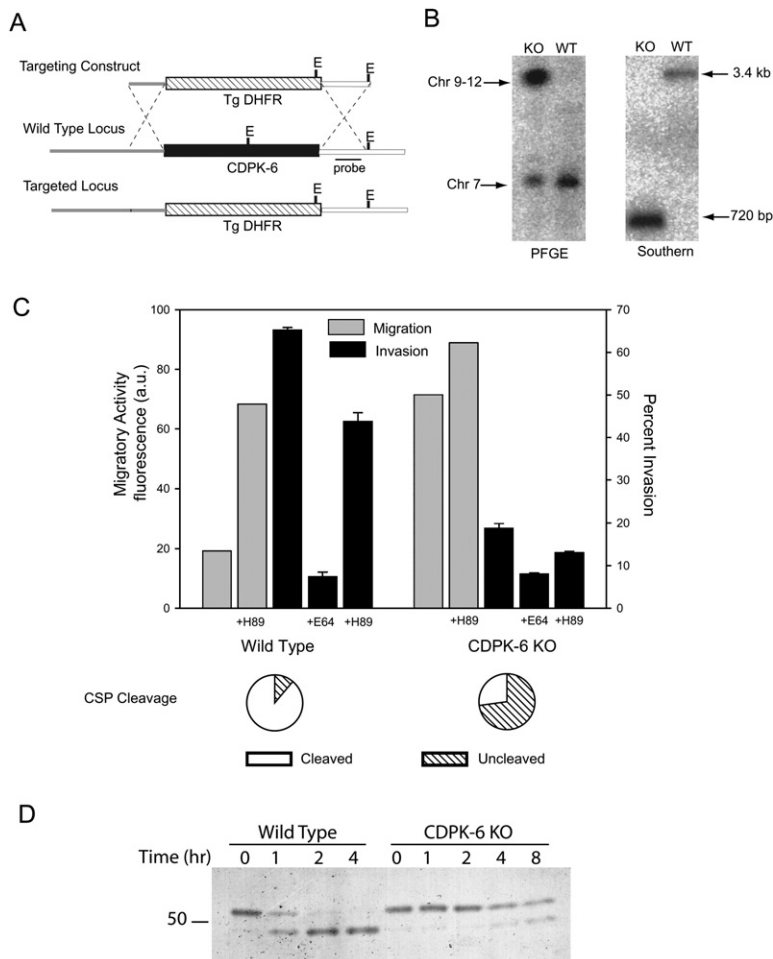 A
Targeting Construct
E
E
Tg DHFR
Wild Type Locus
E
E
CDPK-6
probe
Targeted Locus
E
E
Tg DHFR
B
KO WT
KO WT
Chr 9-12
3.4 kb
Chr 7
720 bp
PFGE
Southern
C
100
80
60
40
20
0
Migratory Activity
fluorescence (a.u.)
Migration
Invasion
70
60
50
40
30
20
10
0
Percent Invasion
+H89
+E64
+H89
+H89
+E64
+H89
Wild Type
CDPK-6 KO
CSP Cleavage
Cleaved
Uncleaved
D
Wild Type
CDPK-6 KO
Time (hr) 0 1 2 4 0 1 2 4 8
50